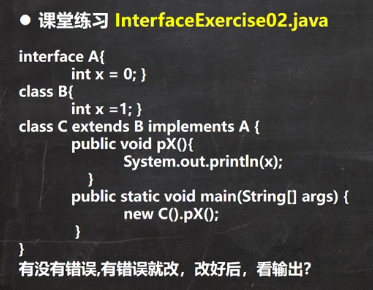 ● 课堂练习 InterfaceExercise02.java
interface A{
int x = 0; }
class B{
int x =1; }
class C extends B implements A {
public void pX(){
System.out.println(x);
}
public static void main(String[] args) {
new C().pX();
}
}
有没有错误,有错误就改，改好后，看输出?